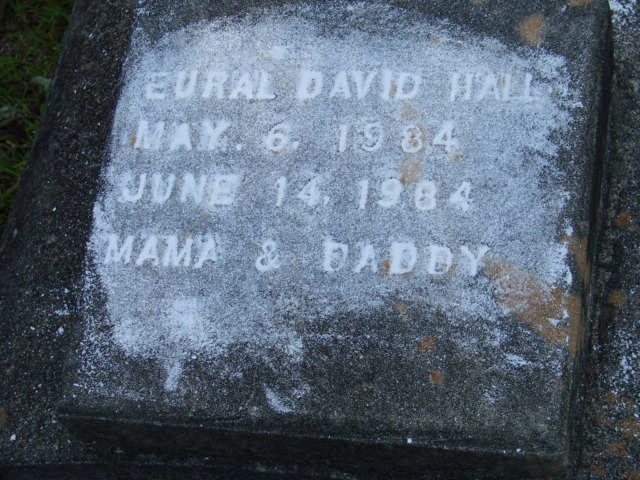 EURAL DAVID HALL
MAY. 6. 1984
JUNE 14, 1984
MAMA & DADDY